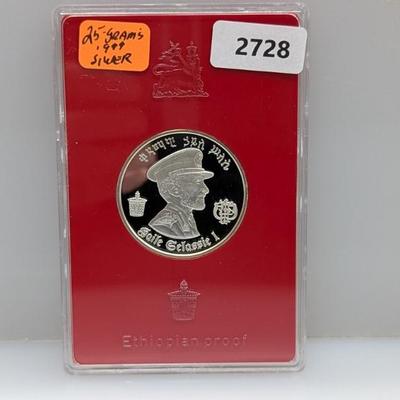 25-GRAMS
.999
SILVER
2728
Haile Selassie I
Ethiopian proof